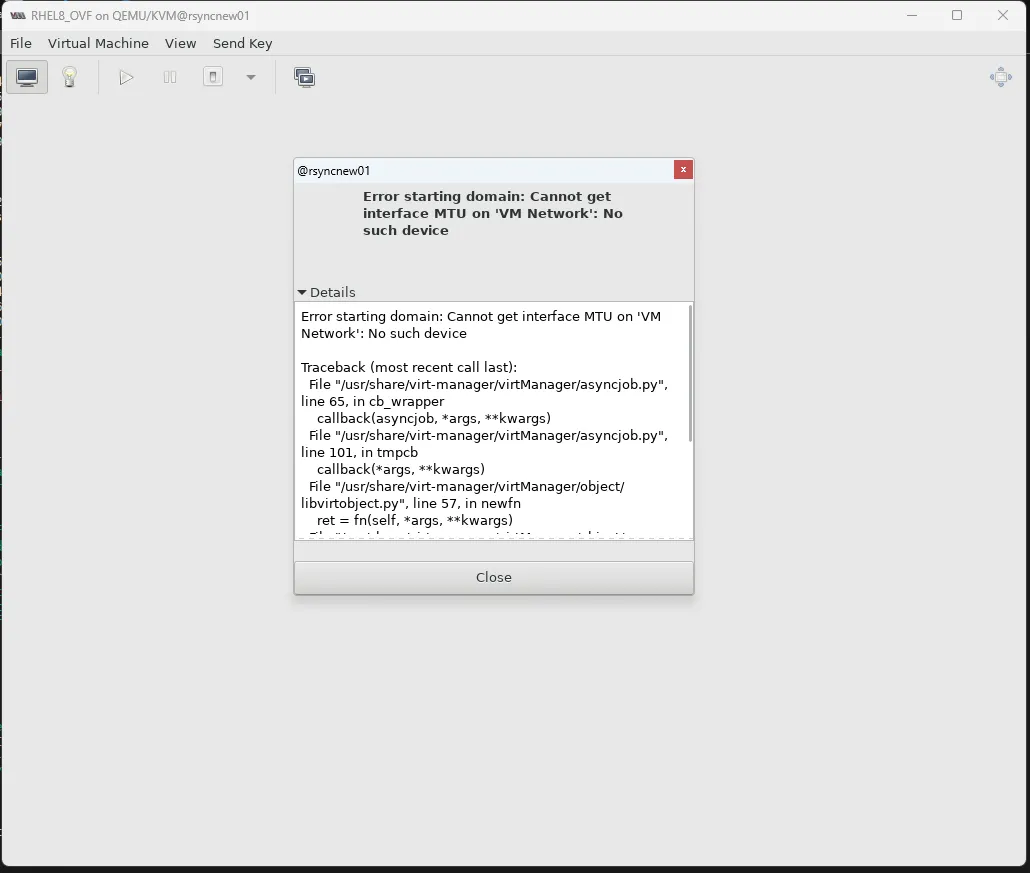 RHEL8_OVF on QEMU/KVM@rsyncnew01
File Virtual Machine View Send Key
@rsyncnew01
x
Error starting domain: Cannot get
interface MTU on 'VM Network': No
such device
Details
Error starting domain: Cannot get interface MTU on 'VM
Network': No such device
Traceback (most recent call last):
File "/usr/share/virt-manager/virtManager/asyncjob.py",
line 65, in cb_wrapper
callback(asyncjob, *args, **kwargs)
File "/usr/share/virt-manager/virtManager/asyncjob.py",
line 101, in tmpcb
callback(*args, **kwargs)
File "/usr/share/virt-manager/virtManager/object/
libvirtobject.py", line 57, in newfn
ret = fn(self, *args, **kwargs)
Close